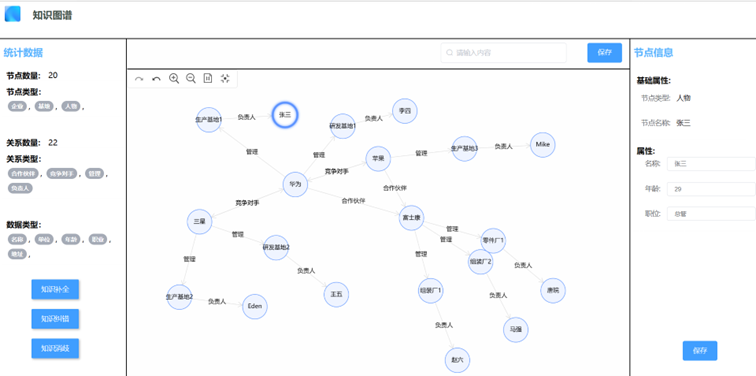 知识图谱
统计数据
节点数量: 20
节点类型:
企业, 基地, 人物,
关系数量: 22
关系类型:
合作伙伴, 竞争对手, 管理,
负责人
数据类型:
名称, 单位, 年龄, 职位,
地址,
知识补全
知识纠错
知识消歧
请输入内容
保存
生产基地1
负责人
张三
研发基地1
李四
管理
管理
苹果
管理
生产基地3
负责人
Mike
华为
竞争对手
合作伙伴
竞争对手
合作伙伴
三星
富士康
管理
管理
零件厂1
管理
研发基地2
管理
组装厂2
管理
负责人
负责人
生产基地2
负责人
Eden
王五
组装厂1
负责人
唐锐
负责人
马强
赵六
节点信息
基础属性:
节点类型: 人物
节点名称: 张三
属性:
名称: 张三
年龄: 29
职位: 总管
保存